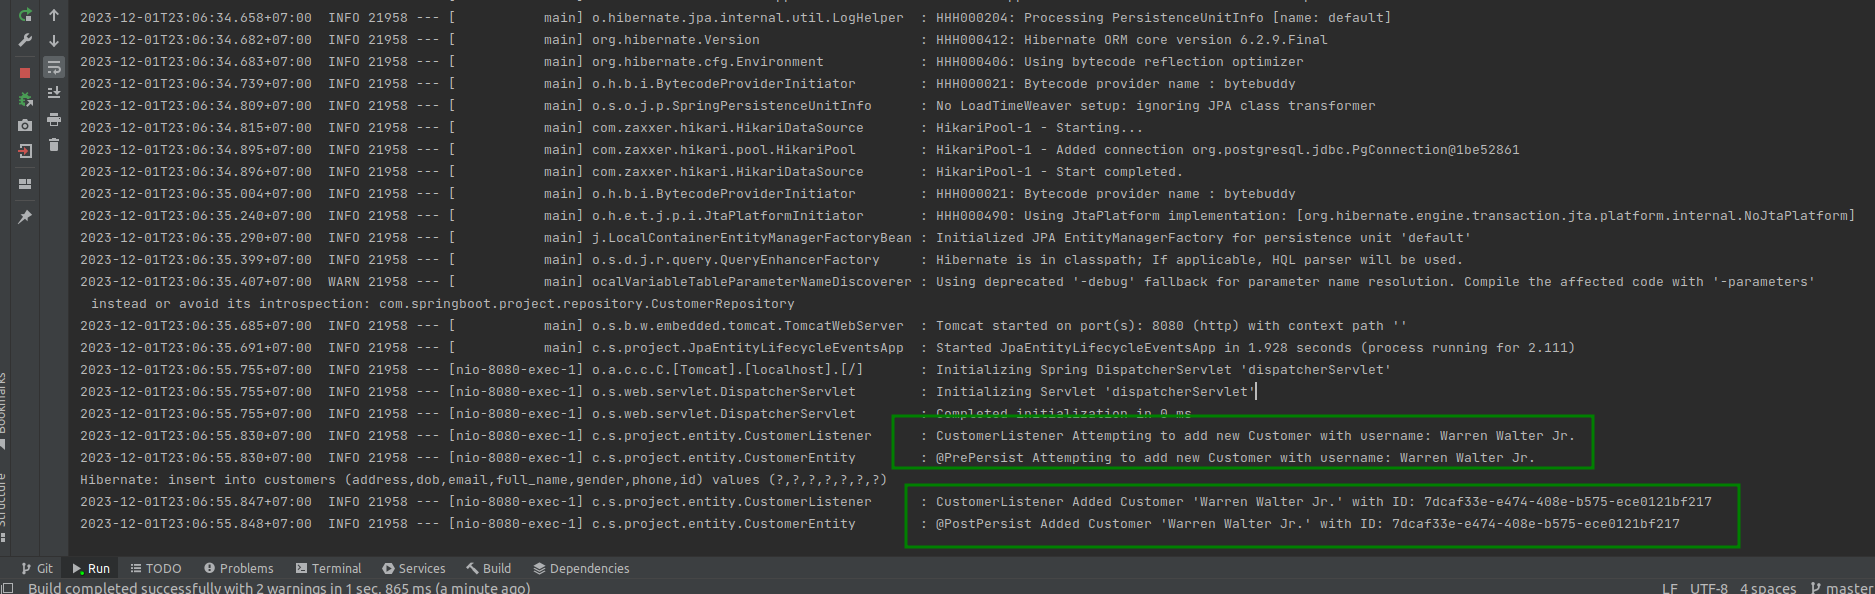 2023-12-01T23:06:34.658+07:00  INFO 21958 --- [           main] o.hibernate.jpa.internal.util.LogHelper  : HHH000204: Processing PersistenceUnitInfo [name: default]
2023-12-01T23:06:34.682+07:00  INFO 21958 --- [           main] org.hibernate.Version                    : HHH000412: Hibernate ORM core version 6.2.9.Final
2023-12-01T23:06:34.683+07:00  INFO 21958 --- [           main] org.hibernate.cfg.Environment            : HHH000406: Using bytecode reflection optimizer
2023-12-01T23:06:34.739+07:00  INFO 21958 --- [           main] o.h.b.i.BytecodeProviderInitiator        : HHH000021: Bytecode provider name : bytebuddy
2023-12-01T23:06:34.809+07:00  INFO 21958 --- [           main] o.s.o.j.p.SpringPersistenceUnitInfo      : No LoadTimeWeaver setup: ignoring JPA class transformer
2023-12-01T23:06:34.815+07:00  INFO 21958 --- [           main] com.zaxxer.hikari.HikariDataSource       : HikariPool-1 - Starting...
2023-12-01T23:06:34.895+07:00  INFO 21958 --- [           main] com.zaxxer.hikari.pool.HikariPool        : HikariPool-1 - Added connection org.postgresql.jdbc.PgConnection@1be52861
2023-12-01T23:06:34.896+07:00  INFO 21958 --- [           main] com.zaxxer.hikari.HikariDataSource       : HikariPool-1 - Start completed.
2023-12-01T23:06:35.004+07:00  INFO 21958 --- [           main] o.h.b.i.BytecodeProviderInitiator        : HHH000021: Bytecode provider name : bytebuddy
2023-12-01T23:06:35.240+07:00  INFO 21958 --- [           main] o.h.e.t.j.p.i.JtaPlatformInitiator       : HHH000490: Using JtaPlatform implementation: [org.hibernate.engine.transaction.jta.platform.internal.NoJtaPlatform]
2023-12-01T23:06:35.290+07:00  INFO 21958 --- [           main] j.LocalContainerEntityManagerFactoryBean : Initialized JPA EntityManagerFactory for persistence unit 'default'
2023-12-01T23:06:35.399+07:00  INFO 21958 --- [           main] o.s.d.j.r.query.QueryEnhancerFactory     : Hibernate is in classpath; If applicable, HQL parser will be used.
2023-12-01T23:06:35.407+07:00  WARN 21958 --- [           main] ocalVariableTableParameterNameDiscoverer : Using deprecated '-debug' fallback for parameter name resolution. Compile the affected code with '-parameters'
instead or avoid its introspection: com.springboot.project.repository.CustomerRepository
2023-12-01T23:06:35.685+07:00  INFO 21958 --- [           main] o.s.b.w.embedded.tomcat.TomcatWebServer  : Tomcat started on port(s): 8080 (http) with context path ''
2023-12-01T23:06:35.691+07:00  INFO 21958 --- [           main] c.s.project.JpaEntityLifecycleEventsApp  : Started JpaEntityLifecycleEventsApp in 1.928 seconds (process running for 2.111)
2023-12-01T23:06:55.755+07:00  INFO 21958 --- [nio-8080-exec-1] o.a.c.c.C.[Tomcat].[localhost].[/]       : Initializing Spring DispatcherServlet 'dispatcherServlet'
2023-12-01T23:06:55.755+07:00  INFO 21958 --- [nio-8080-exec-1] o.s.web.servlet.DispatcherServlet        : Initializing Servlet 'dispatcherServlet'
2023-12-01T23:06:55.755+07:00  INFO 21958 --- [nio-8080-exec-1] o.s.web.servlet.DispatcherServlet        : Completed initialization in 0 ms
2023-12-01T23:06:55.830+07:00  INFO 21958 --- [nio-8080-exec-1] c.s.project.entity.CustomerListener      : CustomerListener Attempting to add new Customer with username: Warren Walter Jr.
2023-12-01T23:06:55.830+07:00  INFO 21958 --- [nio-8080-exec-1] c.s.project.entity.CustomerEntity        : @PrePersist Attempting to add new Customer with username: Warren Walter Jr.
Hibernate: insert into customers (address,dob,email,full_name,gender,phone,id) values (?,?,?,?,?,?,?)
2023-12-01T23:06:55.847+07:00  INFO 21958 --- [nio-8080-exec-1] c.s.project.entity.CustomerListener      : CustomerListener Added Customer 'Warren Walter Jr.' with ID: 7dcaf33e-e474-408e-b575-ece0121bf217
2023-12-01T23:06:55.848+07:00  INFO 21958 --- [nio-8080-exec-1] c.s.project.entity.CustomerEntity        : @PostPersist Added Customer 'Warren Walter Jr.' with ID: 7dcaf33e-e474-408e-b575-ece0121bf217
Bookmarks
Structure
Git Run TODO Problems Terminal Services Build Dependencies
Build completed successfully with 2 warnings in 1 sec, 865 ms (a minute ago) LF UTF-8 4 spaces master